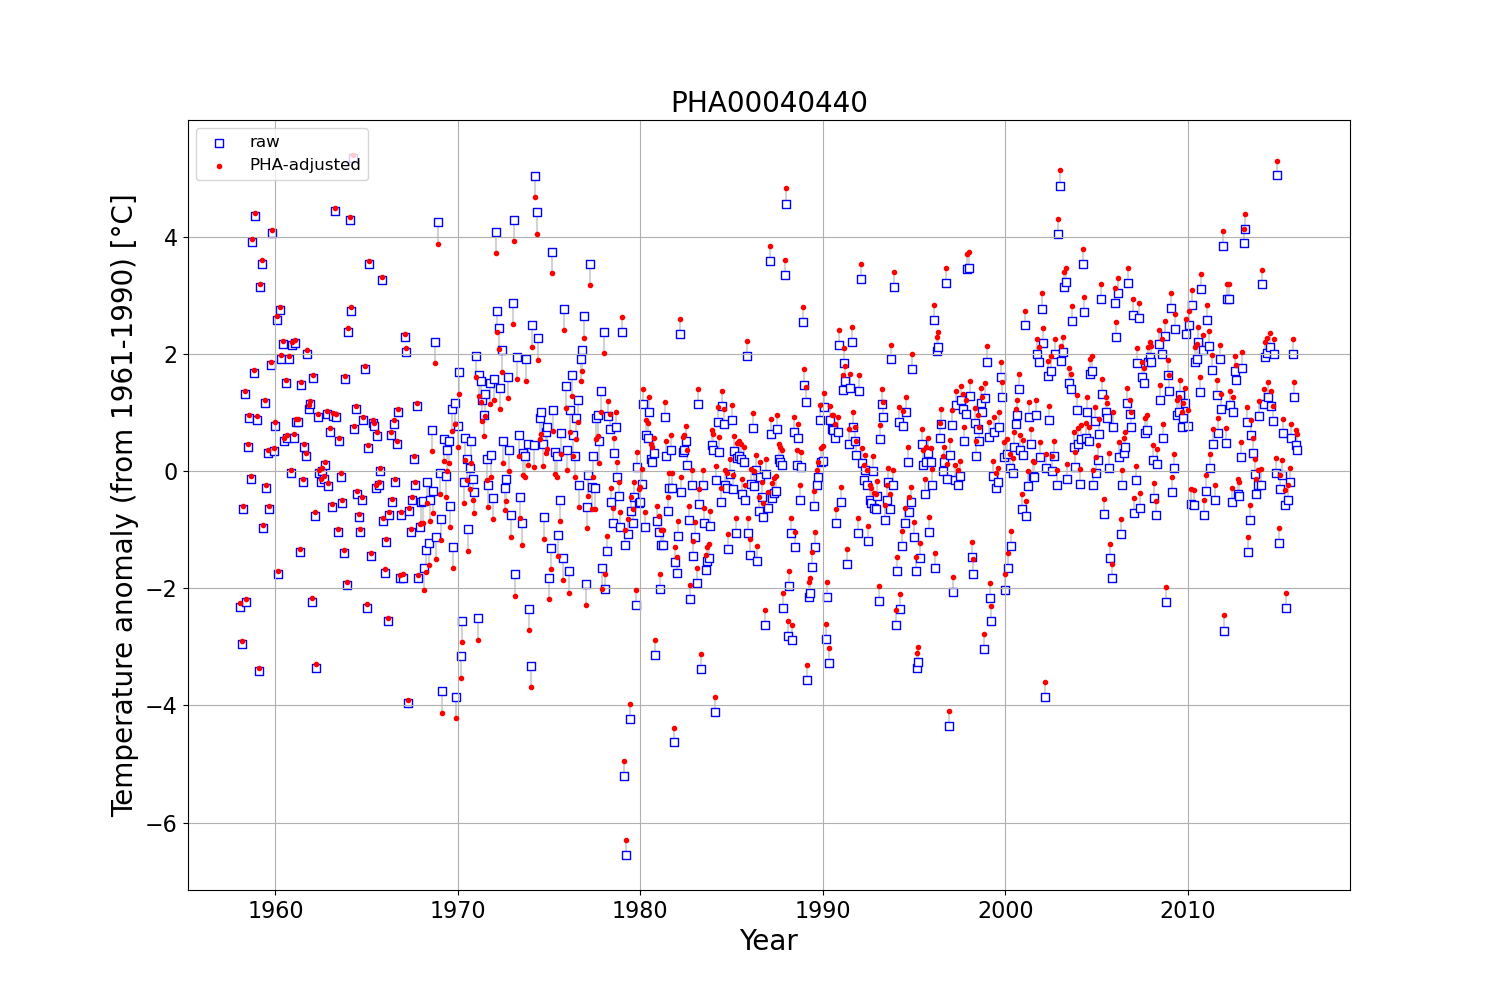 PHA00040440
raw
PHA-adjusted
Temperature anomaly (from 1961-1990) [°C]
4
2
0
−2
−4
−6
1960 1970 1980 1990 2000 2010
Year